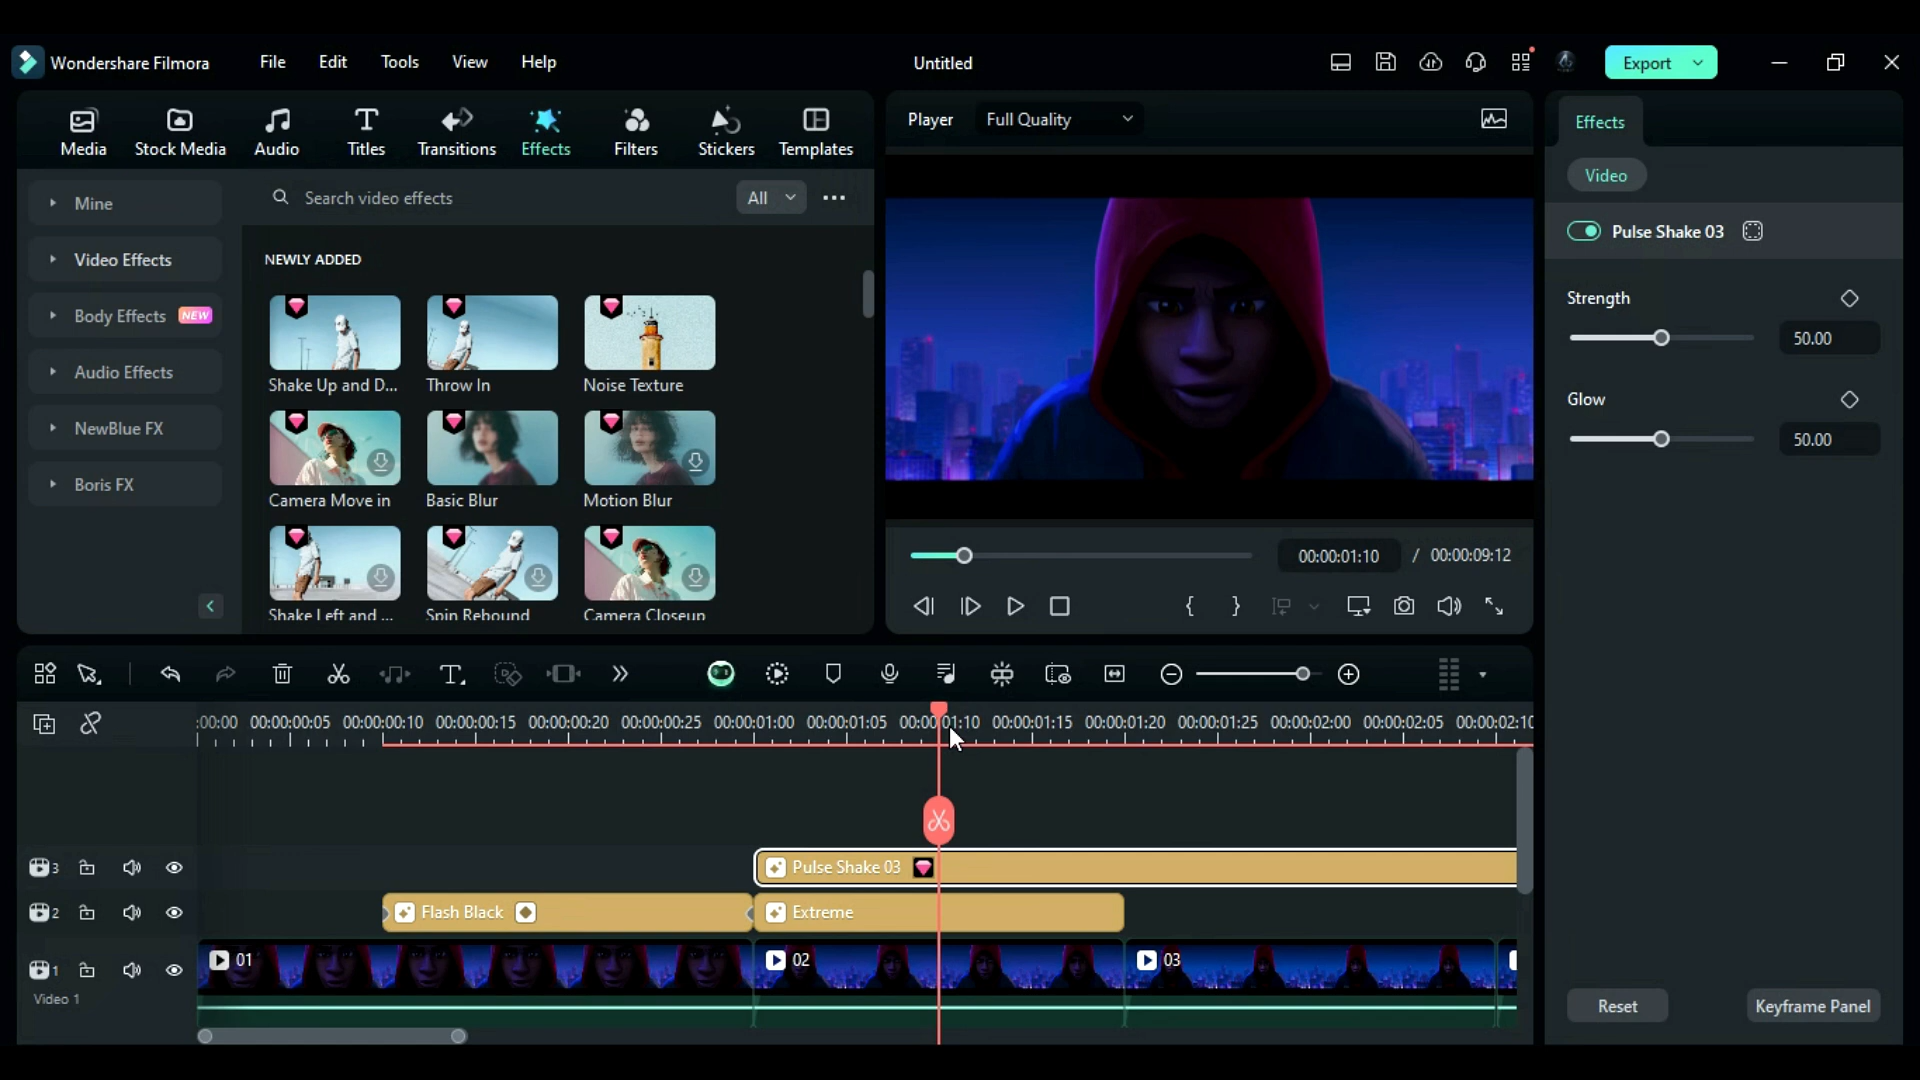 Wondershare Filmora
File
Edit
Tools
View
Help
Untitled
Export
Media
Stock Media
Audio
Titles
Transitions
Effects
Filters
Stickers
Templates
Player
Full Quality
Effects
Video
Mine
Video Effects
Body Effects NEW
Audio Effects
NewBlue FX
Boris FX
Search video effects
All
NEWLY ADDED
Shake Up and D...
Throw In
Noise Texture
Camera Move in
Basic Blur
Motion Blur
Shake Left and ...
Spin Rebound
Camera Closeup
Pulse Shake 03
Strength
50.00
Glow
50.00
00:00:01:10 / 00:00:09:12
:00:00 00:00:00:05 00:00:00:10 00:00:00:15 00:00:00:20 00:00:00:25 00:00:01:00 00:00:01:05 00:00:01:10 00:00:01:15 00:00:01:20 00:00:01:25 00:00:02:00 00:00:02:05 00:00:02:10
3
Pulse Shake 03
2
Flash Black
Extreme
1
01
02
03
Video 1
Reset
Keyframe Panel